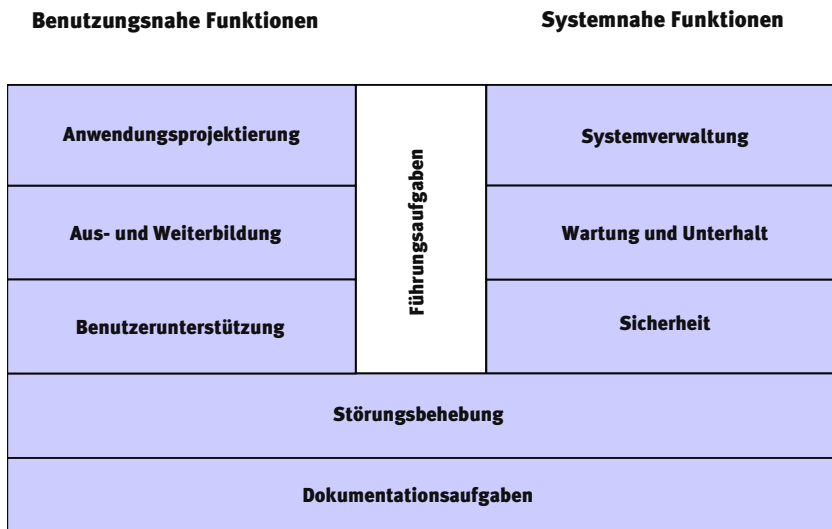 Benutzungsnahe Funktionen
Systemnahe Funktionen
Anwendungsprojektierung
Aus- und Weiterbildung
Benutzerunterstützung
Führungsaufgaben
Systemverwaltung
Wartung und Unterhalt
Sicherheit
Störungsbehebung
Dokumentationsaufgaben